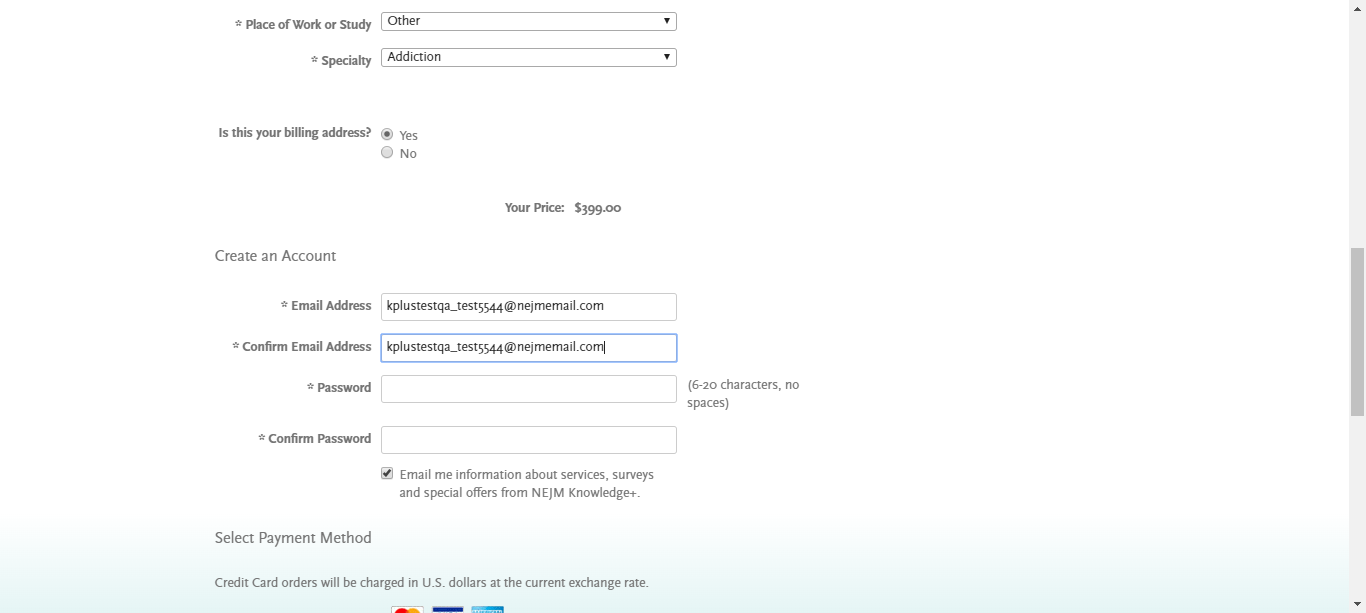 * Place of Work or Study Other
* Specialty Addiction
Is this your billing address? Yes
No
Your Price: $399.00
Create an Account
* Email Address kplustestqa_test5544@nejmemail.com
* Confirm Email Address kplustestqa_test5544@nejmemail.com
* Password (6-20 characters, no
spaces)
* Confirm Password
Email me information about services, surveys
and special offers from NEJM Knowledge+.
Select Payment Method
Credit Card orders will be charged in U.S. dollars at the current exchange rate.